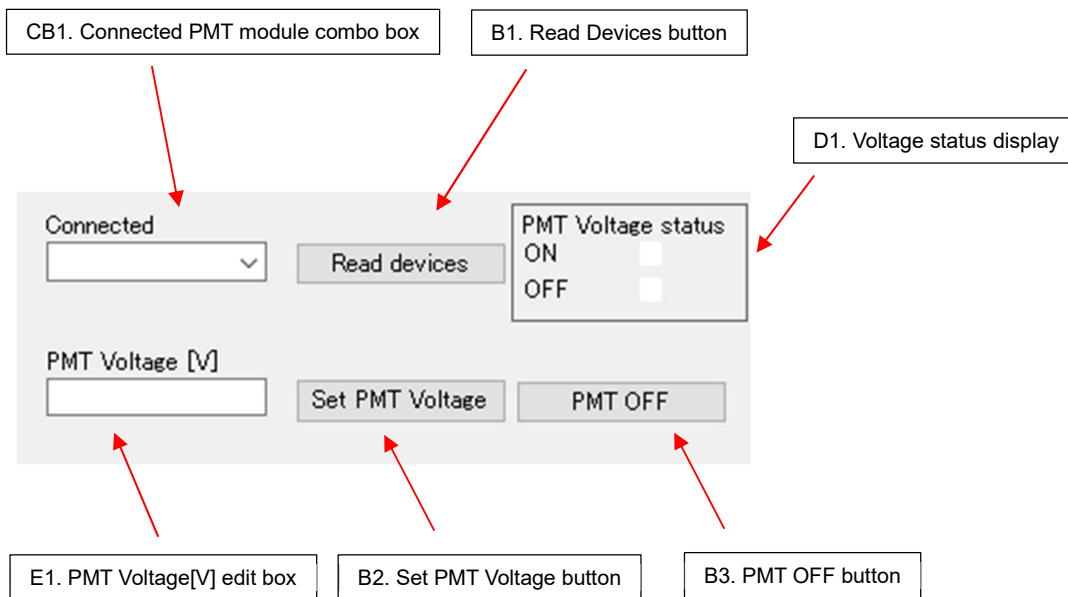 CB1. Connected PMT module combo box
B1. Read Devices button
D1. Voltage status display
Connected
Read devices
PMT Voltage status
ON
OFF
PMT Voltage [V]
Set PMT Voltage
PMT OFF
E1. PMT Voltage[V] edit box
B2. Set PMT Voltage button
B3. PMT OFF button